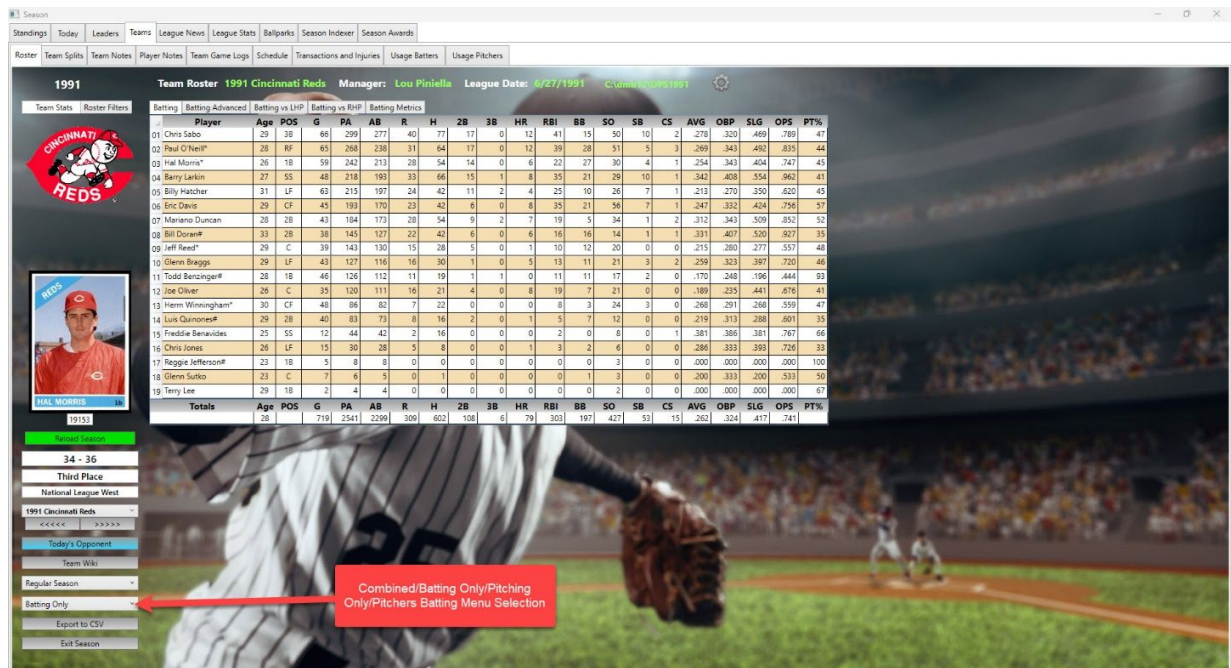 Season
Standings Today Leaders Teams League News League Stats Ballparks Season Indexer Season Awards
Roster Team Splits Team Notes Player Notes Team Game Logs Schedule Transactions and Injuries Usage Batters Usage Pitchers
1991 Team Roster 1991 Cincinnati Reds Manager: Lou Piniella League Date: 6/27/1991
Team Stats Roster Filters Batting Batting Advanced Batting vs LHP Batting vs RHP Batting Metrics
Player Age POS G PA AB R H 2B 3B HR RBI BB SO SB CS AVG OBP SLG OPS PT%
01 Chris Sabo 29 3B 66 299 277 40 77 17 0 12 41 15 50 10 2 .278 .320 .469 .789 47
02 Paul O'Neill* 28 RF 65 268 238 31 64 17 0 12 39 28 51 5 3 .269 .343 .492 .835 44
03 Hal Morris* 26 1B 59 242 213 28 54 14 0 6 22 27 30 4 1 .254 .343 .404 .747 45
04 Barry Larkin 27 SS 48 218 193 33 66 15 1 8 35 21 29 10 1 .342 .408 .554 .962 41
05 Billy Hatcher 31 LF 63 215 197 24 42 11 2 4 25 10 26 7 1 .213 .270 .350 .620 45
06 Eric Davis 29 CF 45 193 170 23 42 6 0 8 35 21 56 7 1 .247 .332 .424 .756 57
07 Mariano Duncan 28 2B 43 184 173 28 54 9 2 7 19 5 34 1 2 .312 .343 .509 .852 52
08 Bill Doran# 33 2B 38 145 127 22 42 6 0 6 16 16 14 1 1 .331 .407 .520 .927 35
09 Jeff Reed* 29 C 39 143 130 15 28 5 0 1 10 12 20 0 0 .215 .280 .277 .557 48
10 Glenn Braggs 29 LF 43 127 116 16 30 1 0 5 13 11 21 3 2 .259 .323 .397 .720 46
11 Todd Benzinger# 28 1B 46 126 112 11 19 1 1 0 11 11 17 2 0 .170 .248 .196 .444 93
12 Joe Oliver 26 C 35 120 111 16 21 4 0 8 19 7 21 0 0 .189 .235 .441 .676 41
13 Herm Winningham* 30 CF 48 86 82 7 22 0 0 0 8 3 24 3 0 .268 .291 .268 .559 47
14 Luis Quinones# 29 2B 40 83 73 8 16 2 0 1 5 7 12 0 0 .219 .313 .288 .601 35
15 Freddie Benavides 25 SS 12 44 42 2 16 0 0 0 2 0 8 0 1 .381 .386 .381 .767 66
16 Chris Jones 26 LF 15 30 28 5 8 0 0 1 3 2 6 0 0 .286 .333 .393 .726 33
17 Reggie Jefferson# 23 1B 5 8 8 0 0 0 0 0 0 0 3 0 0 .000 .000 .000 .000 100
18 Glenn Sutko 23 C 7 6 5 0 1 0 0 0 0 1 3 0 0 .200 .333 .200 .533 50
19 Terry Lee 29 1B 2 4 4 0 0 0 0 0 0 0 2 0 0 .000 .000 .000 .000 67
Totals Age POS G PA AB R H 2B 3B HR RBI BB SO SB CS AVG OBP SLG OPS PT%
28 719 2541 2299 309 602 108 6 79 303 197 427 53 15 .262 .324 .417 .741
CINCINNATI
REDS
REDS
HAL MORRIS 1b
19153
Reload Season
34 - 36
Third Place
National League West
1991 Cincinnati Reds
<<<<< >>>>>
Today's Opponent
Team Wiki
Regular Season
Batting Only
Export to CSV
Exit Season
Combined/Batting Only/Pitching
Only/Pitchers Batting Menu Selection